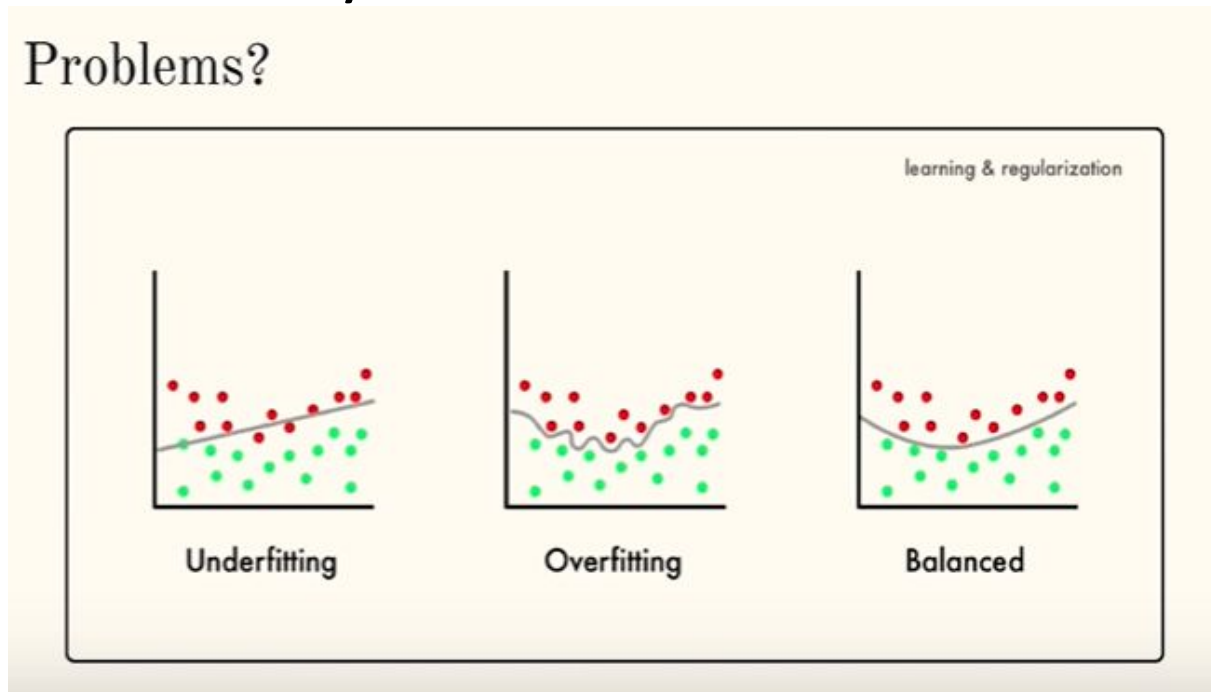 Problems?
learning & regularization
Underfitting
Overfitting
Balanced